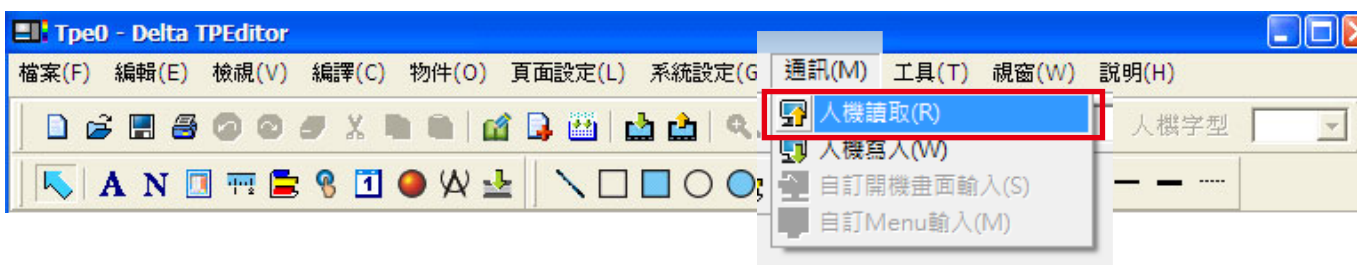 Tpe0 - Delta TPEditor
檔案(F) 編輯(E) 檢視(V) 編譯(C) 物件(O) 頁面設定(L) 系統設定(G 通訊(M) 工具(T) 視窗(W) 說明(H)
人機讀取(R)
人機字型
人機寫入(W)
A N 1
自訂開機畫面輸入(S)
自訂Menu輸入(M)